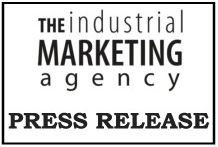 THE industrial
MARKETING
agency
PRESS RELEASE